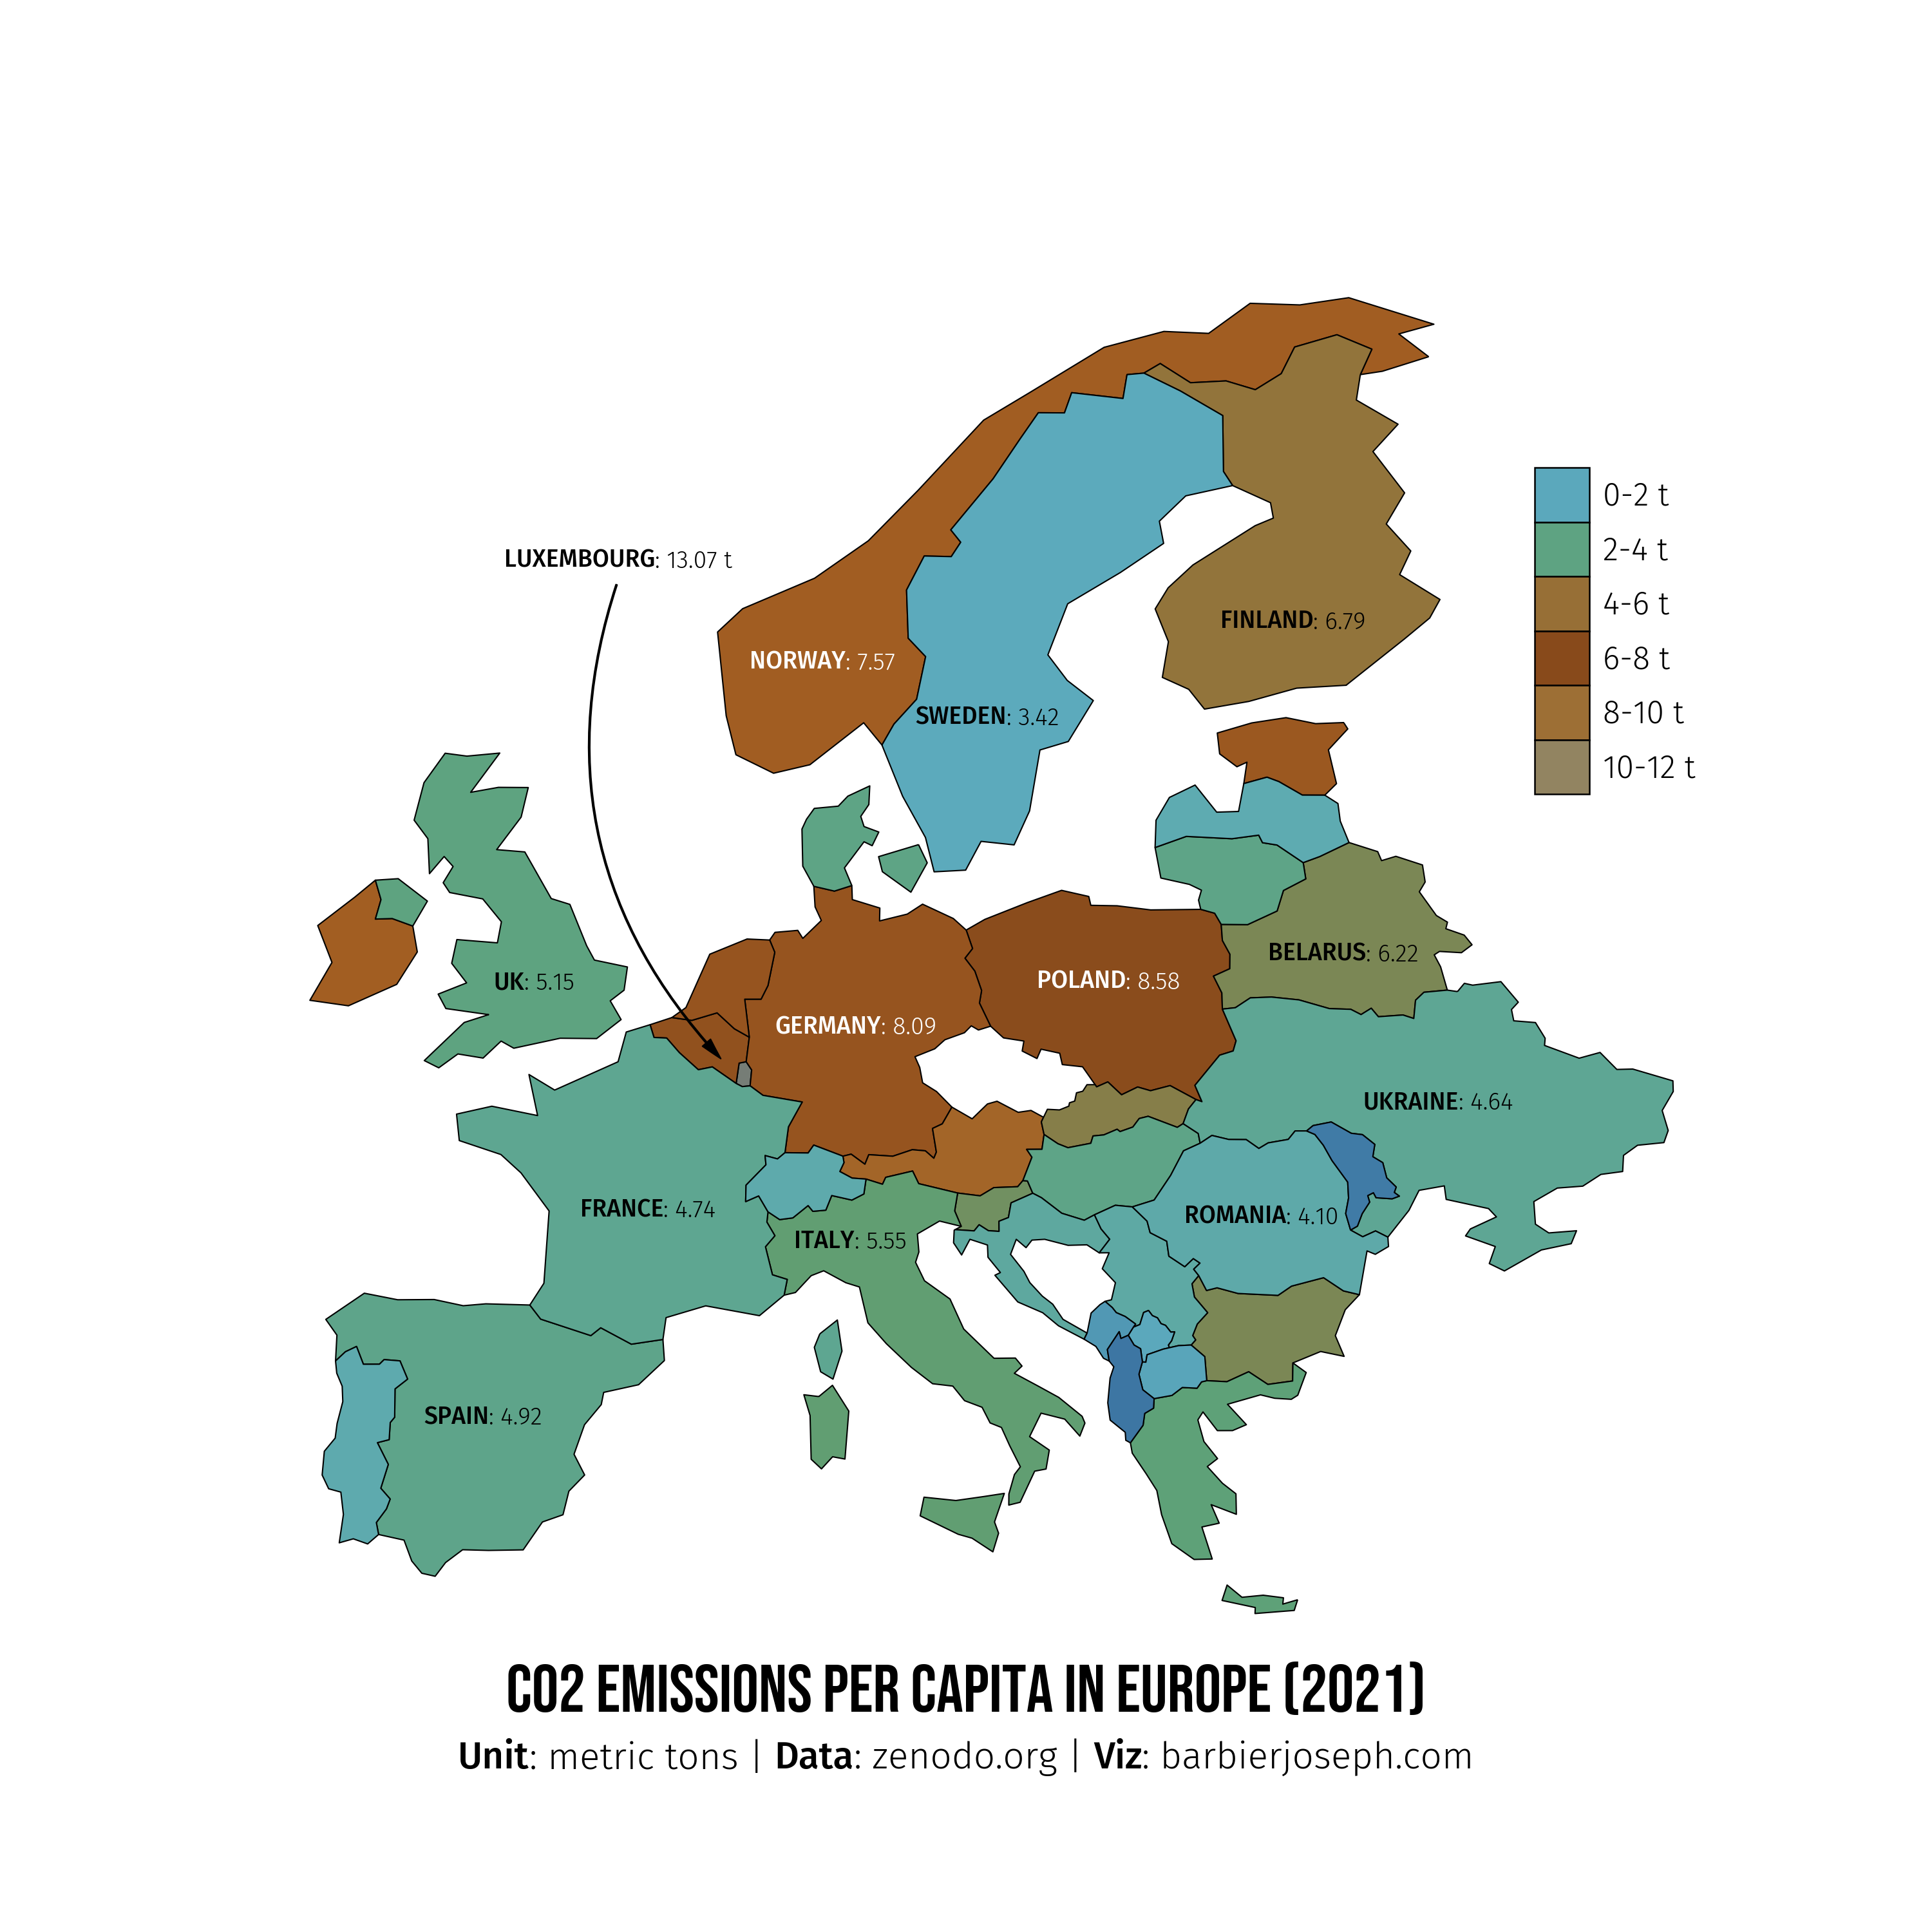 LUXEMBOURG: 13.07 t
NORWAY: 7.57
SWEDEN: 3.42
FINLAND: 6.79
0-2 t
2-4 t
4-6 t
6-8 t
8-10 t
10-12 t
UK: 5.15
GERMANY: 8.09
POLAND: 8.58
BELARUS: 6.22
UKRAINE: 4.64
FRANCE: 4.74
ITALY: 5.55
ROMANIA: 4.10
SPAIN: 4.92
CO2 EMISSIONS PER CAPITA IN EUROPE (2021)
Unit: metric tons | Data: zenodo.org | Viz: barbierjoseph.com